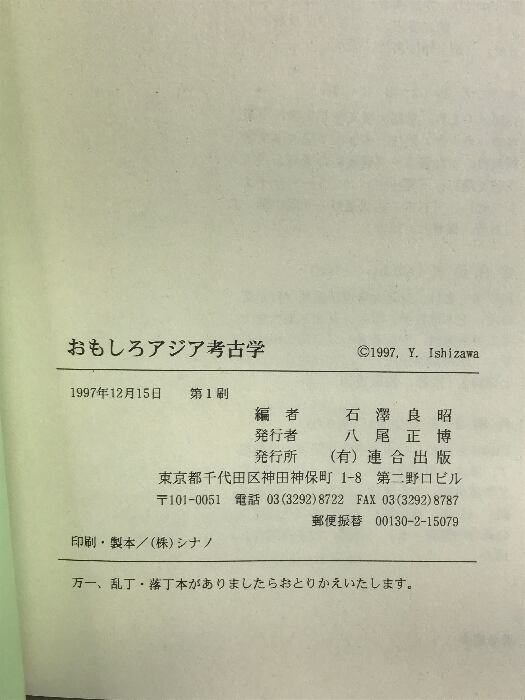 おもしろアジア考古学 ©1997, Y. Ishizawa
1997年12月15日 第1刷
編者 石澤良昭
発行者 八尾正博
発行所 (有)連合出版
東京都千代田区神田神保町 1-8 第二野口ビル
〒101-0051 電話 03(3292)8722 FAX 03(3292)8787
郵便振替 00130-2-15079
印刷・製本／(株)シナノ
万一、乱丁・落丁本がありましたらおとりかえいたします。